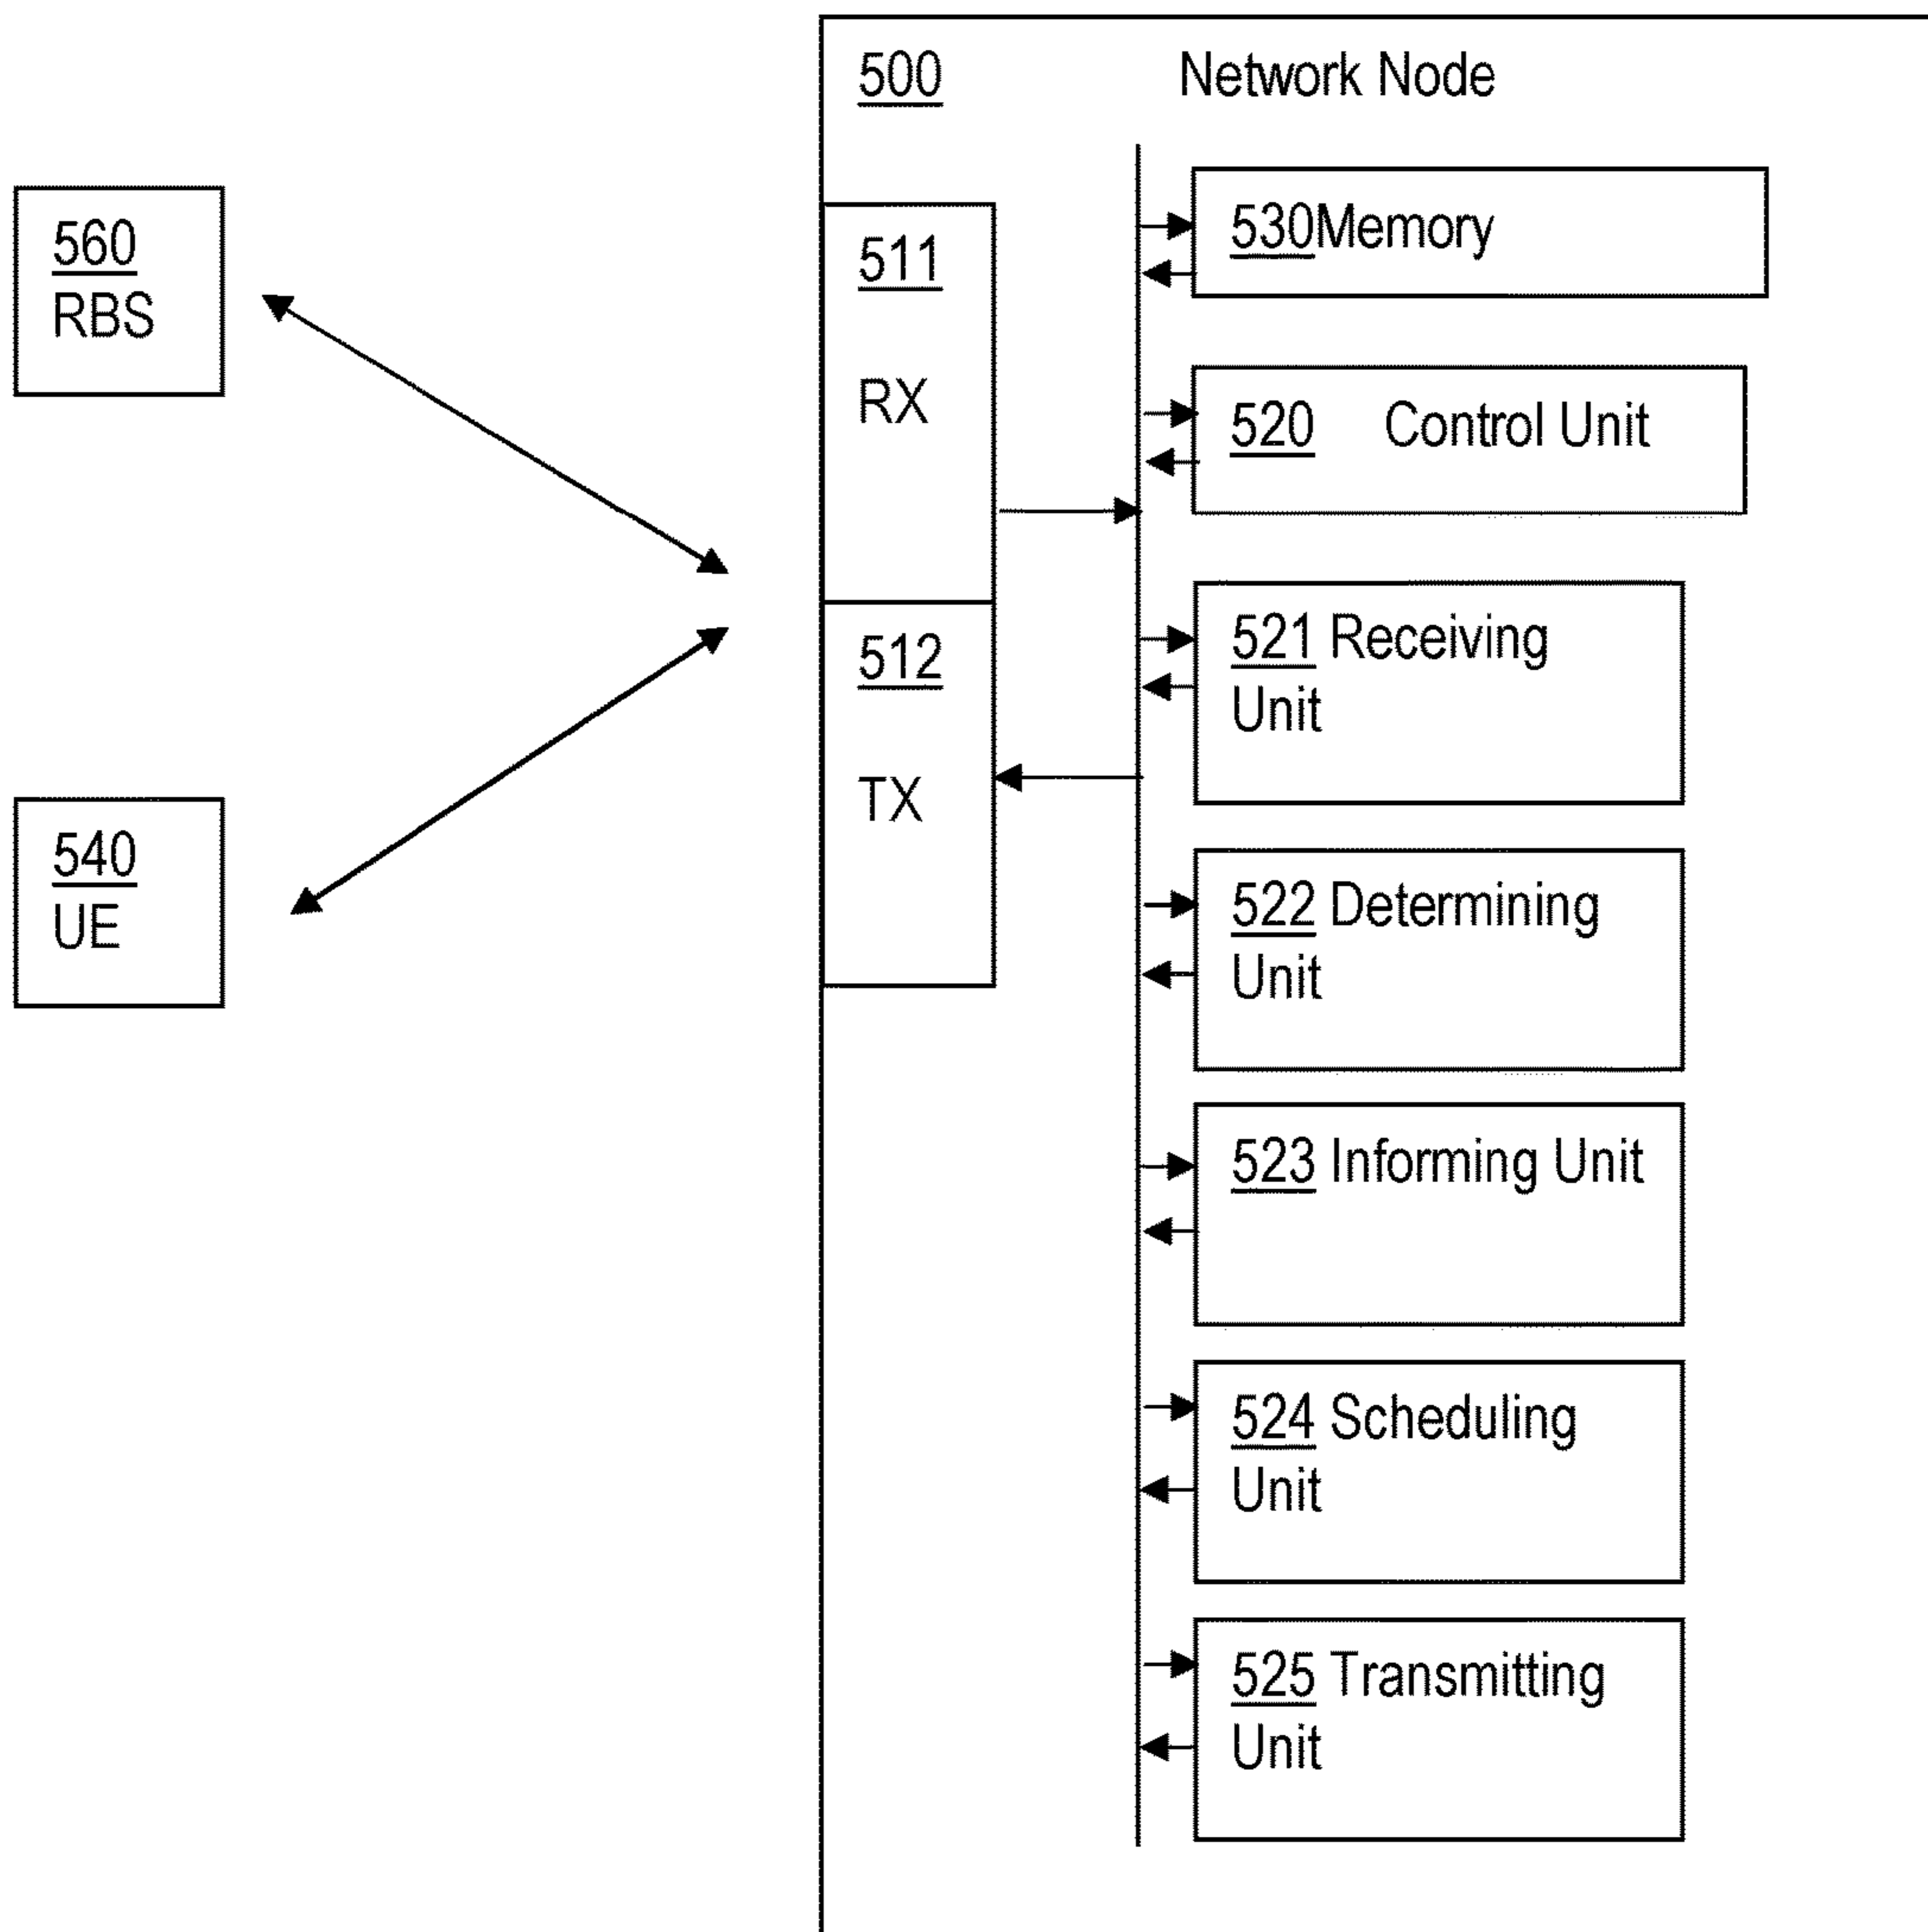 500 Network Node
560
RBS
511
RX
530Memory
520 Control Unit
512
TX
521 Receiving
Unit
540
UE
522 Determining
Unit
523 Informing Unit
524 Scheduling
Unit
525 Transmitting
Unit